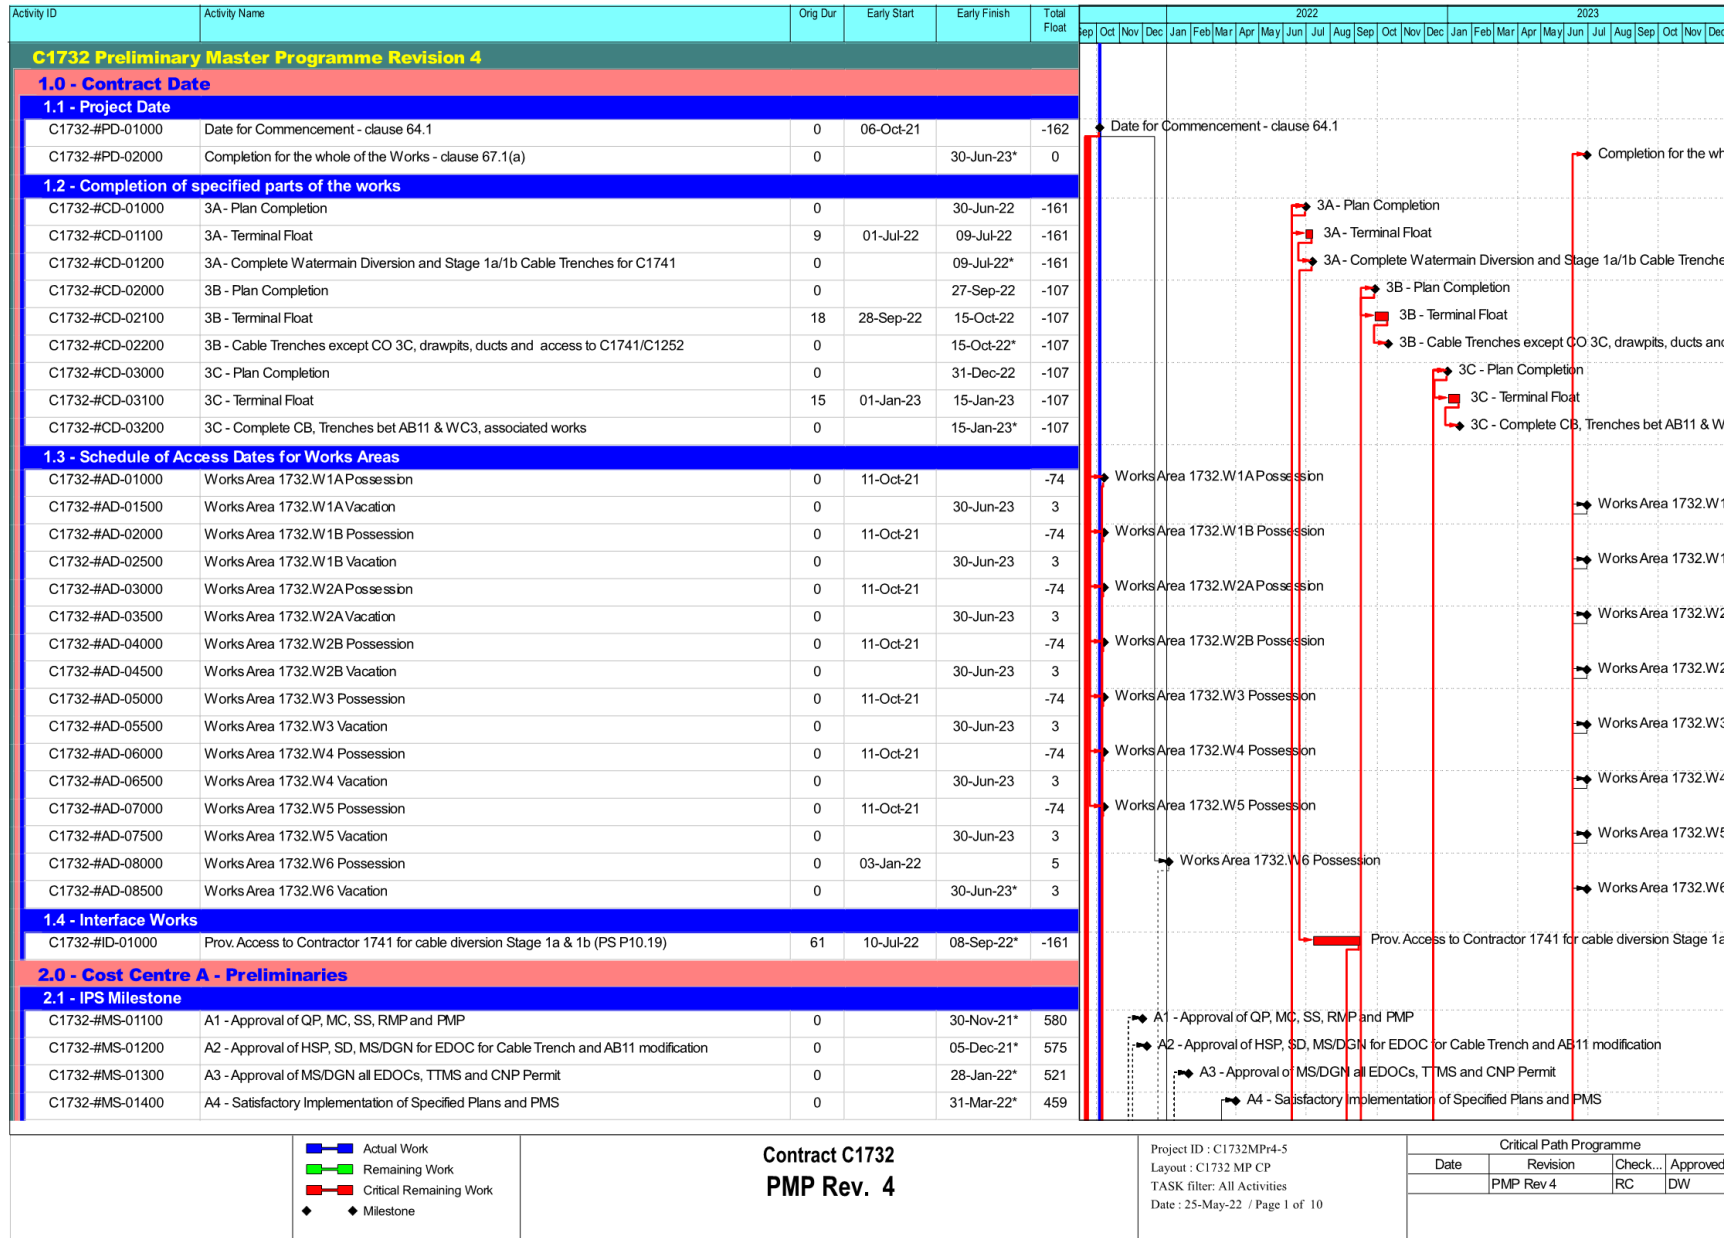 Activity ID Activity Name Orig Dur Early Start Early Finish Total Float 2022 2023
Sep Oct Nov Dec Jan Feb Mar Apr May Jun Jul Aug Sep Oct Nov Dec Jan Feb Mar Apr May Jun Jul Aug Sep Oct Nov Dec
C1732 Preliminary Master Programme Revision 4
1.0 - Contract Date
1.1 - Project Date
C1732-#PD-01000 Date for Commencement - clause 64.1 0 06-Oct-21 -162 Date for Commencement - clause 64.1
C1732-#PD-02000 Completion for the whole of the Works - clause 67.1(a) 0 30-Jun-23* 0 Completion for the wh
1.2 - Completion of specified parts of the works
C1732-#CD-01000 3A - Plan Completion 0 30-Jun-22 -161 3A - Plan Completion
C1732-#CD-01100 3A - Terminal Float 9 01-Jul-22 09-Jul-22 -161 3A - Terminal Float
C1732-#CD-01200 3A - Complete Watermain Diversion and Stage 1a/1b Cable Trenches for C1741 0 09-Jul-22* -161 3A - Complete Watermain Diversion and Stage 1a/1b Cable Trenche
C1732-#CD-02000 3B - Plan Completion 0 27-Sep-22 -107 3B - Plan Completion
C1732-#CD-02100 3B - Terminal Float 18 28-Sep-22 15-Oct-22 -107 3B - Terminal Float
C1732-#CD-02200 3B - Cable Trenches except CO 3C, drawpits, ducts and access to C1741/C1252 0 15-Oct-22* -107 3B - Cable Trenches except CO 3C, drawpits, ducts and
C1732-#CD-03000 3C - Plan Completion 0 31-Dec-22 -107 3C - Plan Completion
C1732-#CD-03100 3C - Terminal Float 15 01-Jan-23 15-Jan-23 -107 3C - Terminal Float
C1732-#CD-03200 3C - Complete CB, Trenches bet AB11 & WC3, associated works 0 15-Jan-23* -107 3C - Complete CB, Trenches bet AB11 & W
1.3 - Schedule of Access Dates for Works Areas
C1732-#AD-01000 Works Area 1732.W1A Possession 0 11-Oct-21 -74 Works Area 1732.W1A Possession
C1732-#AD-01500 Works Area 1732.W1A Vacation 0 30-Jun-23 3 Works Area 1732.W1
C1732-#AD-02000 Works Area 1732.W1B Possession 0 11-Oct-21 -74 Works Area 1732.W1B Possession
C1732-#AD-02500 Works Area 1732.W1B Vacation 0 30-Jun-23 3 Works Area 1732.W1
C1732-#AD-03000 Works Area 1732.W2A Possession 0 11-Oct-21 -74 Works Area 1732.W2A Possession
C1732-#AD-03500 Works Area 1732.W2A Vacation 0 30-Jun-23 3 Works Area 1732.W2
C1732-#AD-04000 Works Area 1732.W2B Possession 0 11-Oct-21 -74 Works Area 1732.W2B Possession
C1732-#AD-04500 Works Area 1732.W2B Vacation 0 30-Jun-23 3 Works Area 1732.W2
C1732-#AD-05000 Works Area 1732.W3 Possession 0 11-Oct-21 -74 Works Area 1732.W3 Possession
C1732-#AD-05500 Works Area 1732.W3 Vacation 0 30-Jun-23 3 Works Area 1732.W3
C1732-#AD-06000 Works Area 1732.W4 Possession 0 11-Oct-21 -74 Works Area 1732.W4 Possession
C1732-#AD-06500 Works Area 1732.W4 Vacation 0 30-Jun-23 3 Works Area 1732.W4
C1732-#AD-07000 Works Area 1732.W5 Possession 0 11-Oct-21 -74 Works Area 1732.W5 Possession
C1732-#AD-07500 Works Area 1732.W5 Vacation 0 30-Jun-23 3 Works Area 1732.W5
C1732-#AD-08000 Works Area 1732.W6 Possession 0 03-Jan-22 5 Works Area 1732.W6 Possession
C1732-#AD-08500 Works Area 1732.W6 Vacation 0 30-Jun-23* 3 Works Area 1732.W6
1.4 - Interface Works
C1732-#ID-01000 Prov. Access to Contractor 1741 for cable diversion Stage 1a & 1b (PS P10.19) 61 10-Jul-22 08-Sep-22* -161 Prov. Access to Contractor 1741 for cable diversion Stage 1a
2.0 - Cost Centre A - Preliminaries
2.1 - IPS Milestone
C1732-#MS-01100 A1 - Approval of QP, MC, SS, RMP and PMP 0 30-Nov-21* 580 A1 - Approval of QP, MC, SS, RMP and PMP
C1732-#MS-01200 A2 - Approval of HSP, SD, MS/DGN for EDOC for Cable Trench and AB11 modification 0 05-Dec-21* 575 A2 - Approval of HSP, SD, MS/DGN for EDOC for Cable Trench and AB11 modification
C1732-#MS-01300 A3 - Approval of MS/DGN all EDOCs, TTMS and CNP Permit 0 28-Jan-22* 521 A3 - Approval of MS/DGN all EDOCs, TTMS and CNP Permit
C1732-#MS-01400 A4 - Satisfactory Implementation of Specified Plans and PMS 0 31-Mar-22* 459 A4 - Satisfactory Implementation of Specified Plans and PMS
Actual Work
Remaining Work
Critical Remaining Work
Milestone
Contract C1732
PMP Rev. 4
Project ID : C1732MPr4-5
Layout : C1732 MP CP
TASK filter: All Activities
Date : 25-May-22 / Page 1 of 10
Critical Path Programme
Date Revision Check... Approved
PMP Rev 4 RC DW